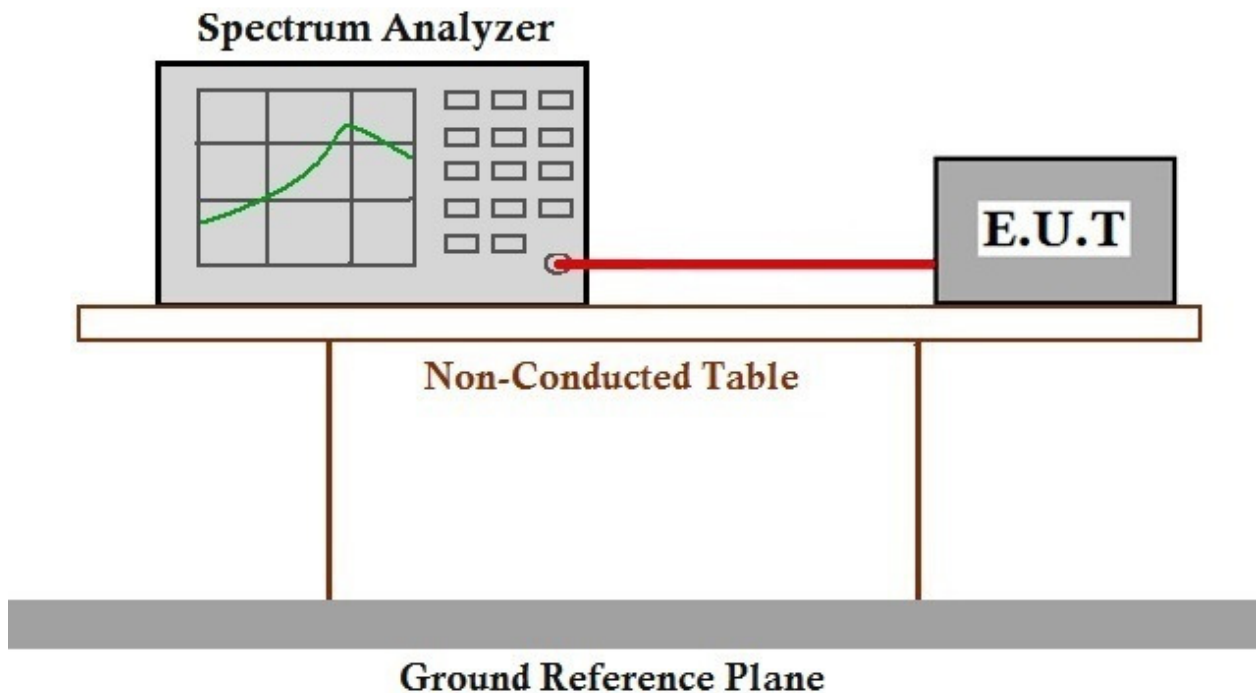 Spectrum Analyzer
E.U.T
Non-Conducted Table
Ground Reference Plane